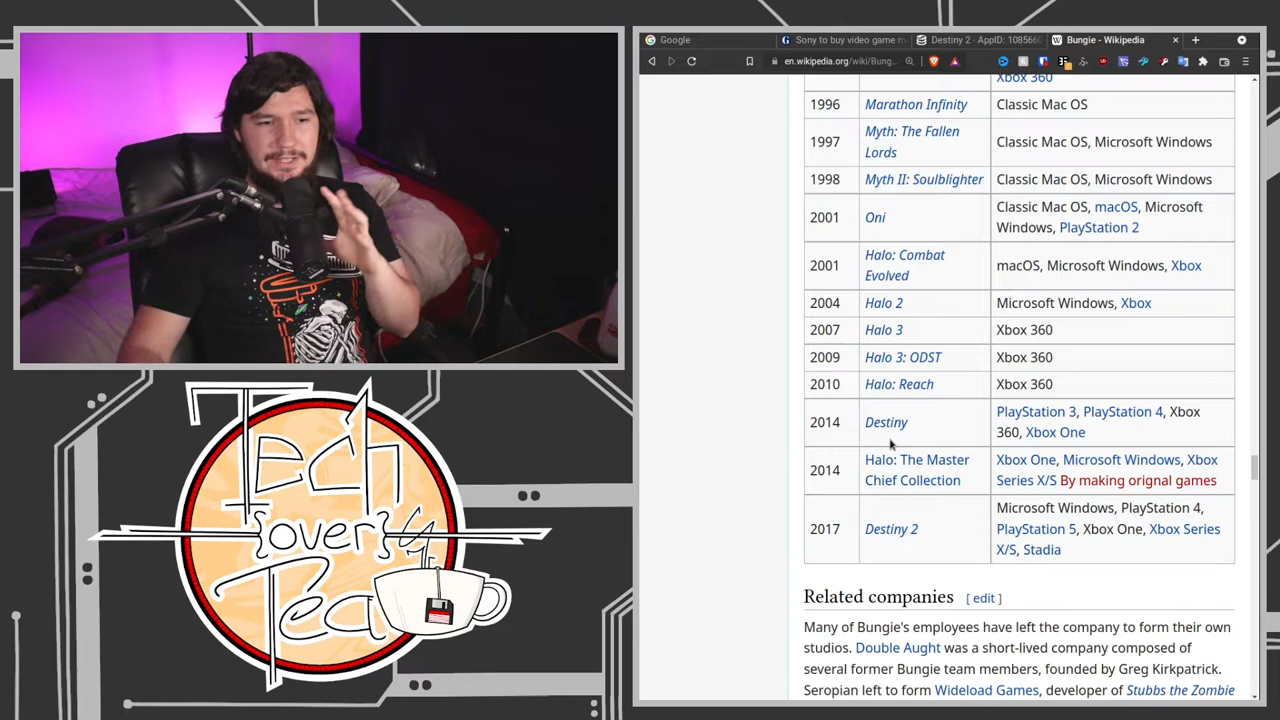 Google
Sony to buy video game m
Destiny 2 - AppID: 1085660
Bungie - Wikipedia
en.wikipedia.org/wiki/Bung...
Xbox 360
1996 Marathon Infinity Classic Mac OS
1997 Myth: The Fallen Lords Classic Mac OS, Microsoft Windows
1998 Myth II: Soulblighter Classic Mac OS, Microsoft Windows
2001 Oni Classic Mac OS, macOS, Microsoft
Windows, PlayStation 2
2001 Halo: Combat Evolved macOS, Microsoft Windows, Xbox
2004 Halo 2 Microsoft Windows, Xbox
2007 Halo 3 Xbox 360
2009 Halo 3: ODST Xbox 360
2010 Halo: Reach Xbox 360
2014 Destiny PlayStation 3, PlayStation 4, Xbox
360, Xbox One
2014 Halo: The Master Chief Collection Xbox One, Microsoft Windows, Xbox
Series X/S By making orignal games
2017 Destiny 2 Microsoft Windows, PlayStation 4,
PlayStation 5, Xbox One, Xbox Series
X/S, Stadia
Related companies [ edit ]
Many of Bungie's employees have left the company to form their own
studios. Double Aught was a short-lived company composed of
several former Bungie team members, founded by Greg Kirkpatrick.
Seropian left to form Wideload Games, developer of Stubbs the Zombie
Tech
{over}
Tea